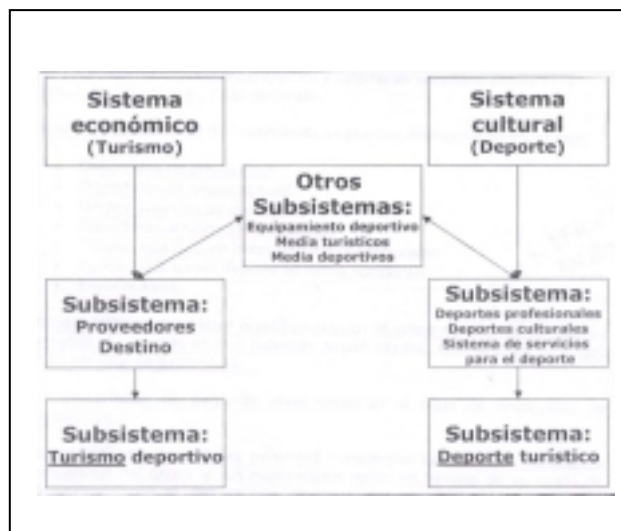 Sistema
económico
(Turismo)
Sistema
cultural
(Deporte)
Otros
Subsistemas:
Equipamiento deportivo
Media turísticos
Media deportivos
Subsistema:
Proveedores
Destino
Subsistema:
Deportes profesionales
Deportes culturales
Sistema de servicios
para el deporte
Subsistema:
Turismo deportivo
Subsistema:
Deporte turístico